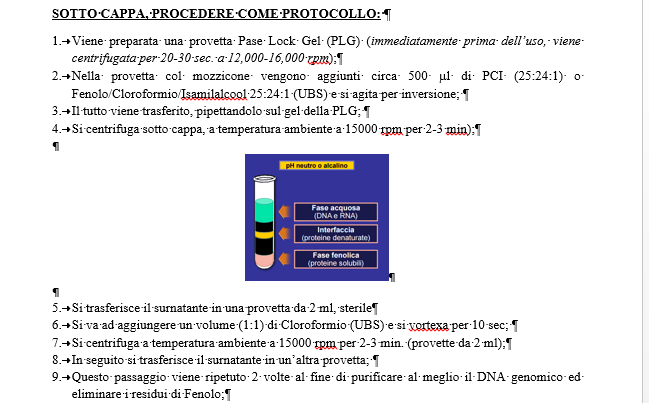 SOTTO CAPPA, PROCEDERE COME PROTOCOLLO:
1. Viene preparata una provetta Pase Lock Gel (PLG) (immediatamente prima dell'uso, viene
centrifugata per 20-30 sec. a 12,000-16,000 rpm);
2. Nella provetta col mozzicone vengono aggiunti circa 500 µl di PCI (25:24:1) o
Fenolo/Cloroformio/Isamilalcool 25:24:1 (UBS) e si agita per inversione;
3. Il tutto viene trasferito, pipettandolo sul gel della PLG;
4. Si centrifuga sotto cappa, a temperatura ambiente a 15000 rpm per 2-3 min);
pH neutro o alcalino
Fase acquosa
(DNA e RNA)
Interfaccia
(proteine denaturate)
Fase fenolica
(proteine solubili)
5. Si trasferisce il surnatante in una provetta da 2 ml, sterile
6. Si va ad aggiungere un volume (1:1) di Cloroformio (UBS) e si vortexa per 10 sec;
7. Si centrifuga a temperatura ambiente a 15000 rpm per 2-3 min. (provette da 2 ml);
8. In seguito si trasferisce il surnatante in un'altra provetta;
9. Questo passaggio viene ripetuto 2 volte al fine di purificare al meglio il DNA genomico ed
eliminare i residui di Fenolo;